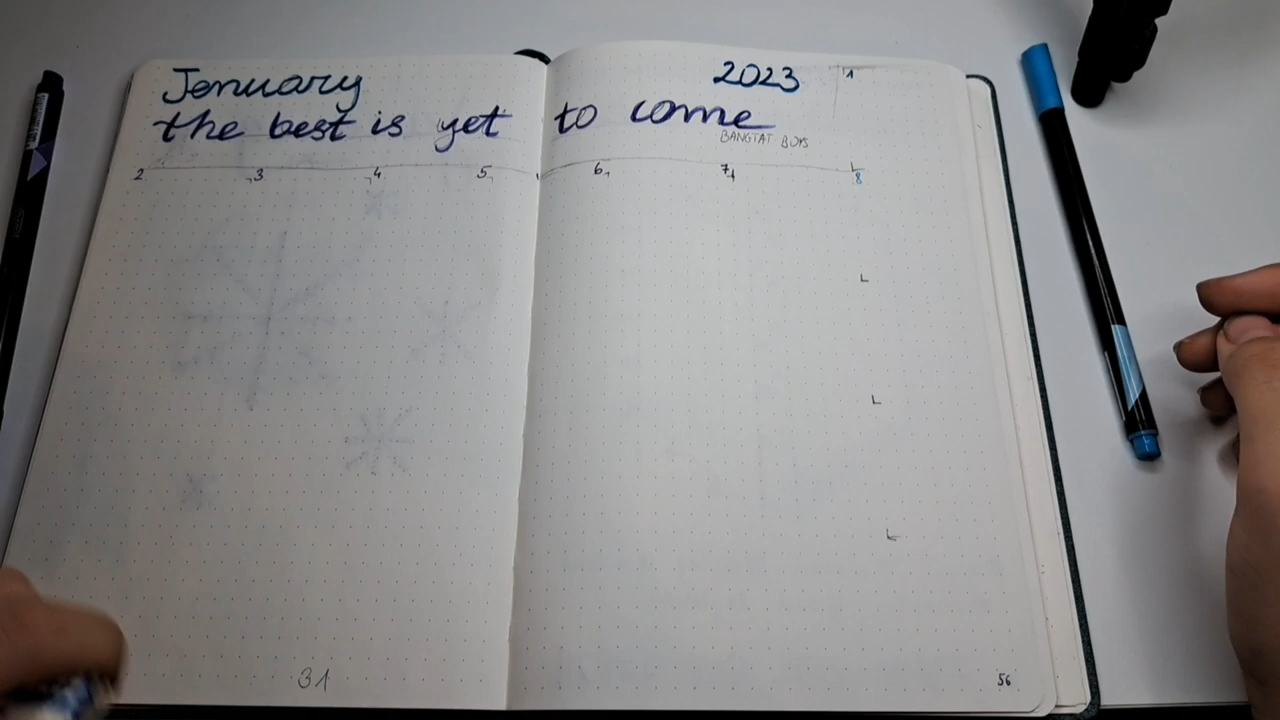 Jenuary 2023 1
the best is yet to come
BANGTAT BOYS
2 3 4 5 6 7 8
31
56